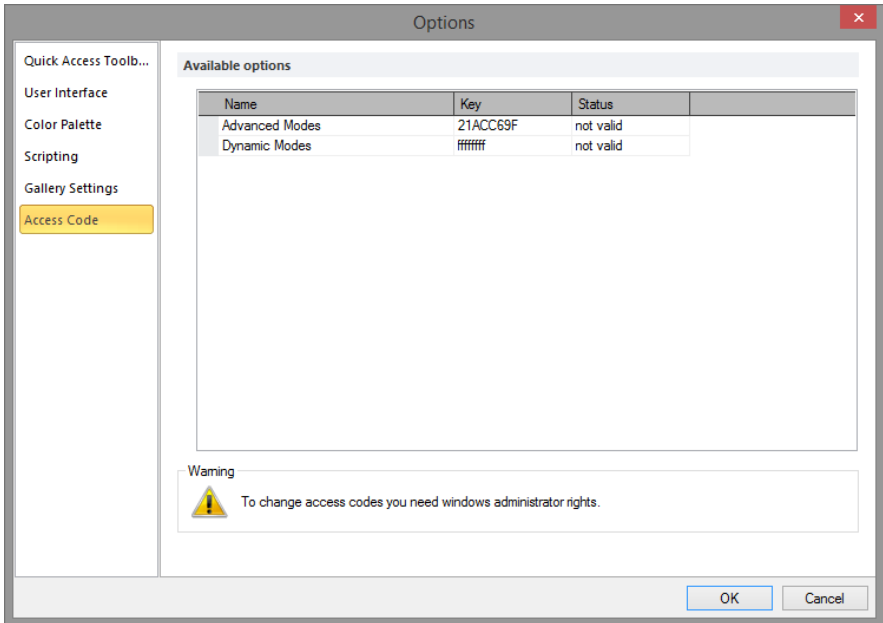 Options
Quick Access Toolb...
User Interface
Color Palette
Scripting
Gallery Settings
Access Code
Available options
Name Key Status
Advanced Modes 21ACC69F not valid
Dynamic Modes ffffffff not valid
Warning
To change access codes you need windows administrator rights.
OK Cancel